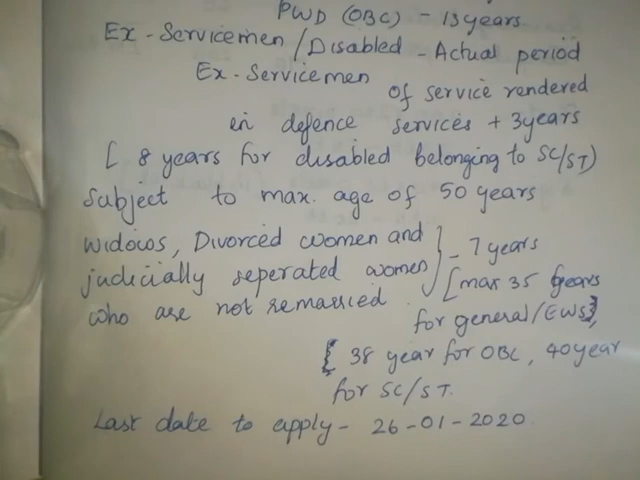 PWD (OBC) - 13 years
Ex-Servicemen / Disabled - Actual period
Ex-Servicemen of service rendered
in defence services + 3 years
[ 8 years for disabled belonging to SC/ST)
Subject to max. age of 50 years
Widows, Divorced women and
judicially seperated women } - 7 years
who are not remarried [max 35 years
for general/EWS},
{ 38 year for OBC, 40 year
for SC/ST.
Last date to apply - 26-01-2020.